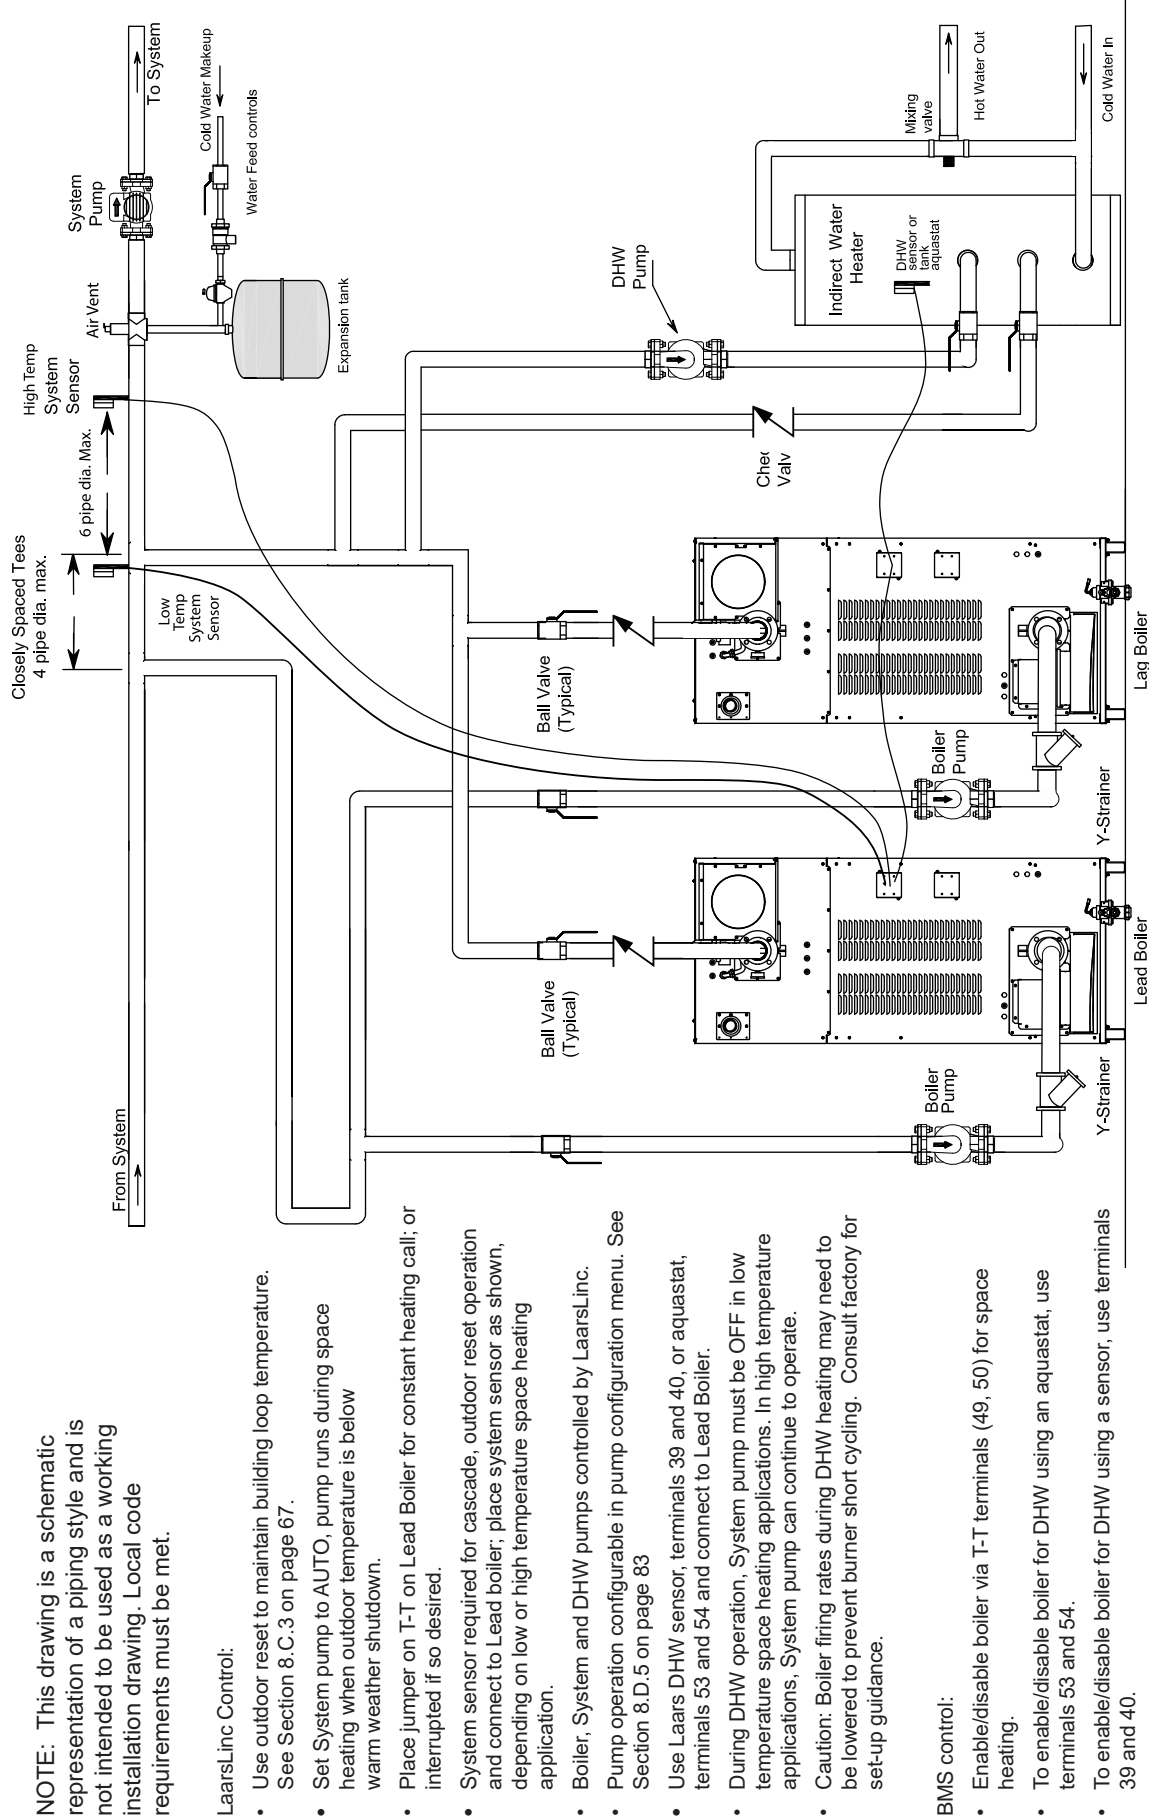 NOTE:  This drawing is a schematic
representation of a piping style and is
not intended to be used as a working
installation drawing. Local code
requirements must be met.
LaarsLinc Control:
• Use outdoor reset to maintain building loop temperature.
See Section 8.C.3 on page 67.
• Set System pump to AUTO, pump runs during space
heating when outdoor temperature is below
warm weather shutdown.
• Place jumper on T-T on Lead Boiler for constant heating call; or
interrupted if so desired.
• System sensor required for cascade, outdoor reset operation
and connect to Lead boiler; place system sensor as shown,
depending on low or high temperature space heating
application.
• Boiler, System and DHW pumps controlled by LaarsLinc.
• Pump operation configurable in pump configuration menu. See
Section 8.D.5 on page 83
• Use Laars DHW sensor, terminals 39 and 40, or aquastat,
terminals 53 and 54 and connect to Lead Boiler.
• During DHW operation, System pump must be OFF in low
temperature space heating applications. In high temperature
applications, System pump can continue to operate.
• Caution: Boiler firing rates during DHW heating may need to
be lowered to prevent burner short cycling.  Consult factory for
set-up guidance.
BMS control:
• Enable/disable boiler via T-T terminals (49, 50) for space
heating.
• To enable/disable boiler for DHW using an aquastat, use
terminals 53 and 54.
• To enable/disable boiler for DHW using a sensor, use terminals
39 and 40.
From System
Closely Spaced Tees
4 pipe dia. max.
6 pipe dia. Max.
High Temp
System
Sensor
Low
Temp
System
Sensor
Air Vent
System
Pump
To System
Cold Water Makeup
Water Feed controls
Expansion tank
DHW
Pump
Chec
Valv
Indirect Water
Heater
DHW
sensor or
tank
aquastat
Mixing
valve
Hot Water Out
Cold Water In
Ball Valve
(Typical)
Ball Valve
(Typical)
Boiler
Pump
Boiler
Pump
Y-Strainer
Y-Strainer
Lead Boiler
Lag Boiler